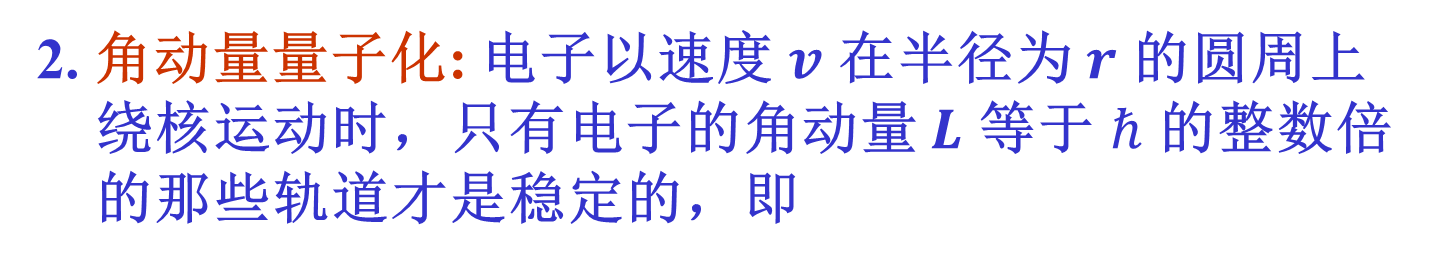 2. 角动量量子化: 电子以速度 v 在半径为 r 的圆周上
绕核运动时，只有电子的角动量 L 等于 ℏ 的整数倍
的那些轨道才是稳定的，即